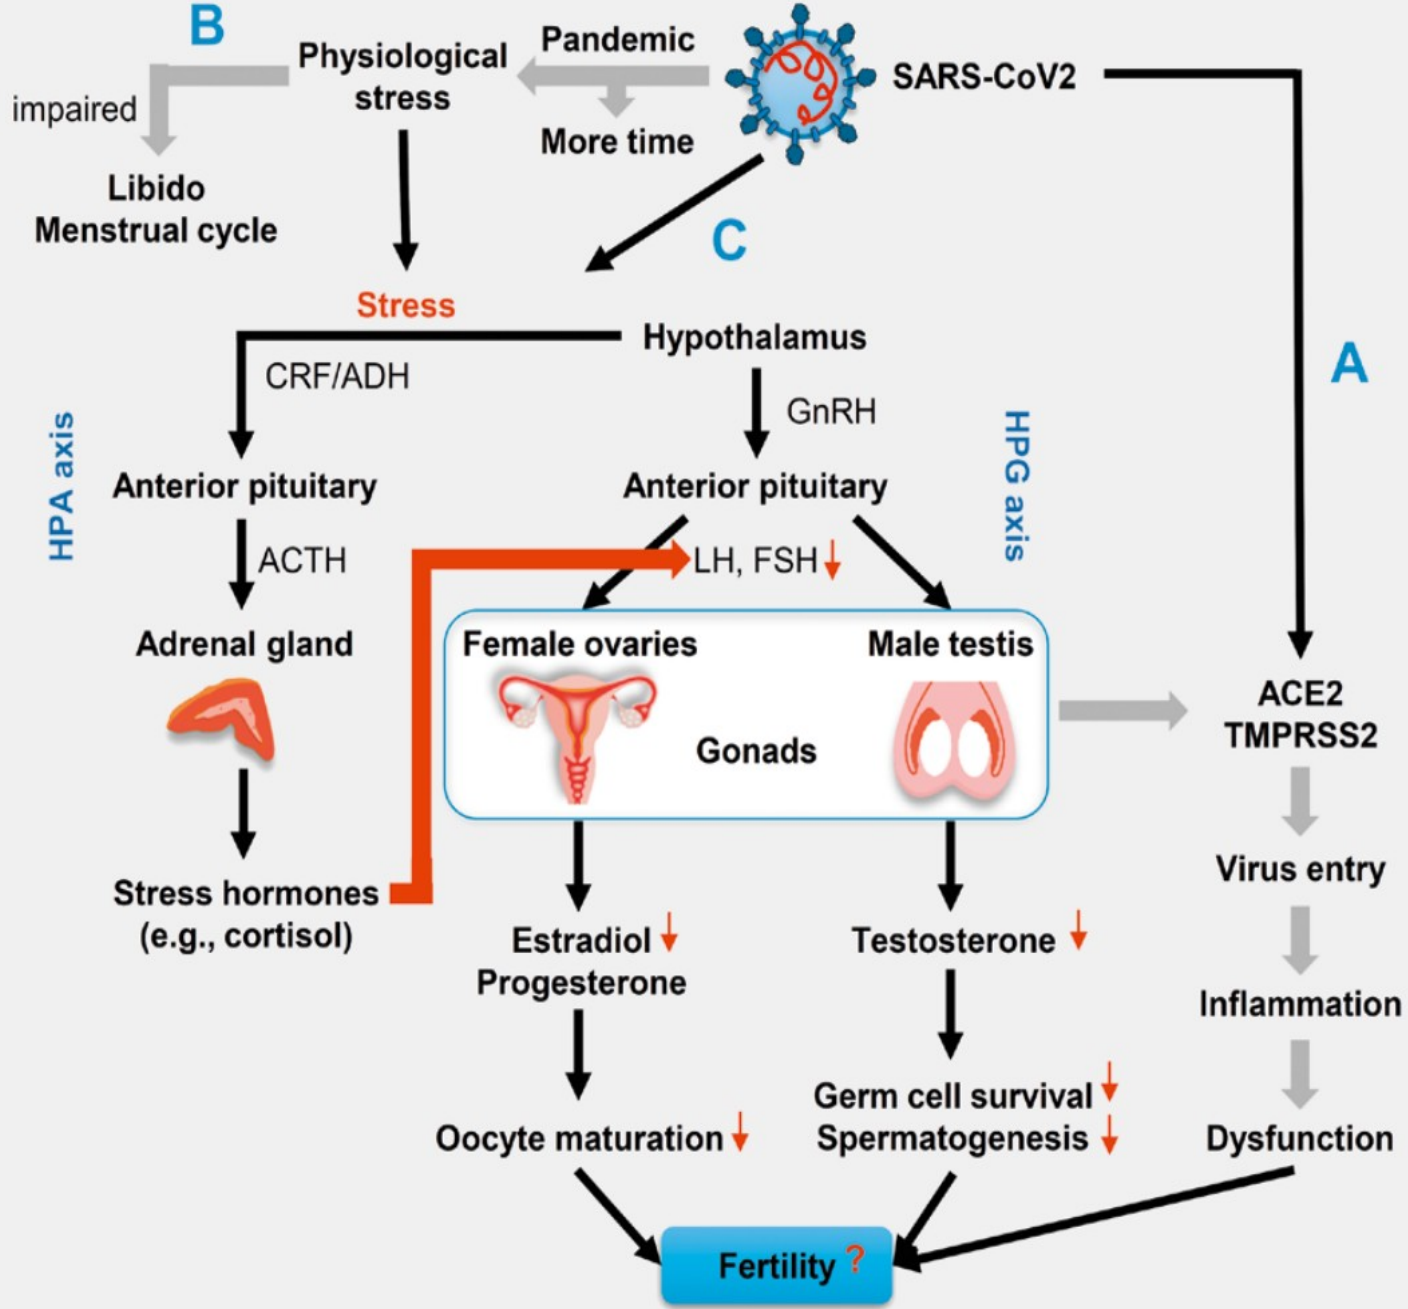 B
Physiological
stress
Pandemic
More time
SARS-CoV2
impaired
Libido
Menstrual cycle
C
A
Stress
Hypothalamus
CRF/ADH
GnRH
HPA axis
HPG axis
Anterior pituitary
Anterior pituitary
ACTH
LH, FSH
Adrenal gland
Female ovaries
Male testis
Gonads
ACE2
TMPRSS2
Virus entry
Stress hormones
(e.g., cortisol)
Estradiol
Progesterone
Testosterone
Inflammation
Oocyte maturation
Germ cell survival
Spermatogenesis
Dysfunction
Fertility ?